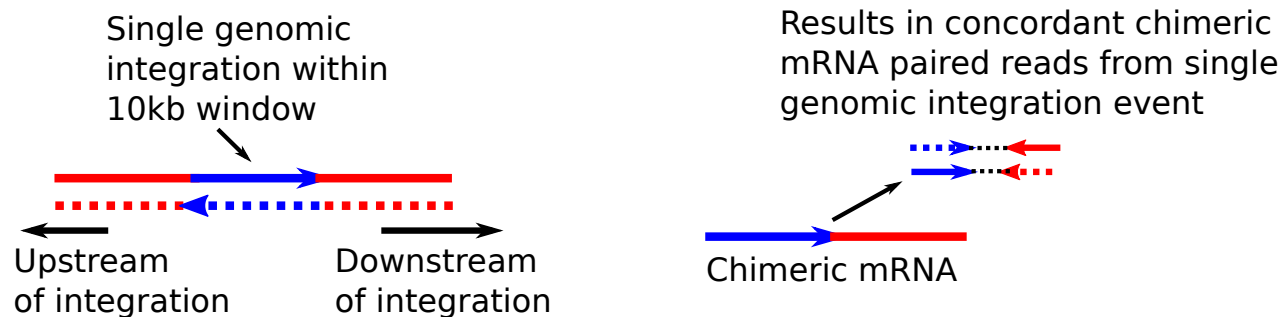 Single genomic
integration within
10kb window
Upstream
of integration
Downstream
of integration
Results in concordant chimeric
mRNA paired reads from single
genomic integration event
Chimeric mRNA